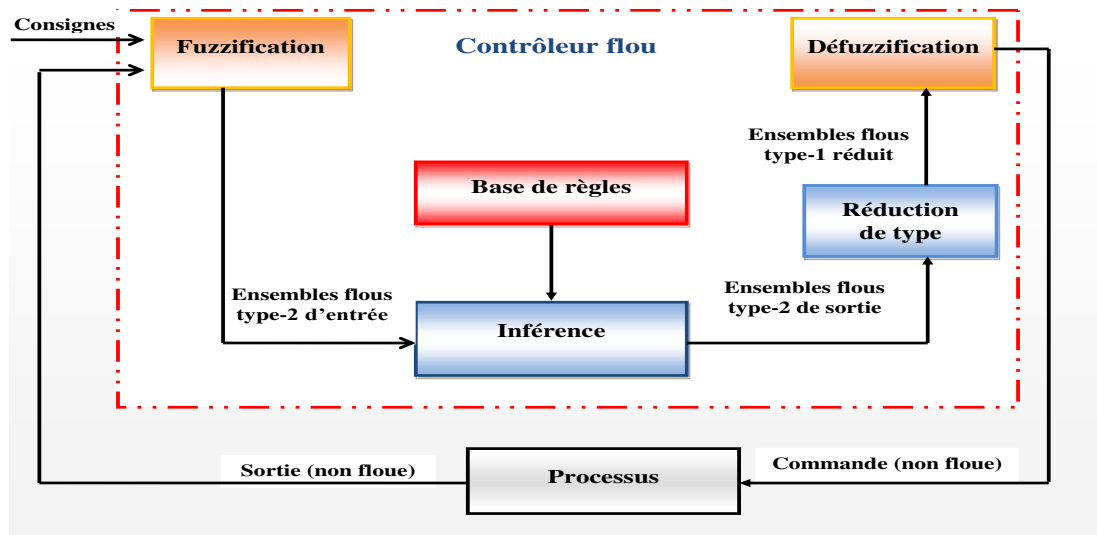 Consignes
Fuzzification
Contrôleur flou
Défuzzification
Ensembles flous
type-1 réduit
Base de règles
Réduction
de type
Ensembles flous
type-2 d'entrée
Inférence
Ensembles flous
type-2 de sortie
Sortie (non floue)
Processus
Commande (non floue)